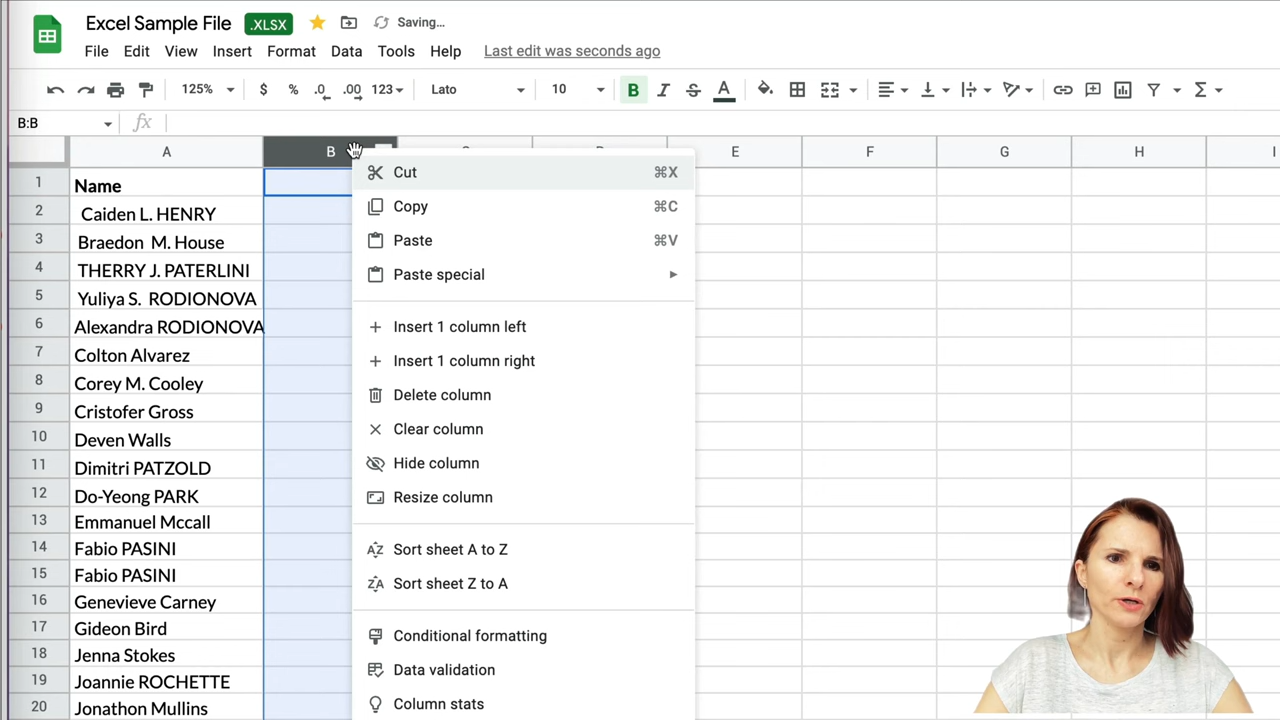 Excel Sample File .XLSX Saving...
File Edit View Insert Format Data Tools Help Last edit was seconds ago
125% $ % .0 .00 123 Lato 10 B I S A Σ
B:B fx
A B E F G H I
1 Name
2 Caiden L. HENRY
3 Braedon M. House
4 THERRY J. PATERLINI
5 Yuliya S. RODIONOVA
6 Alexandra RODIONOVA
7 Colton Alvarez
8 Corey M. Cooley
9 Cristofer Gross
10 Deven Walls
11 Dimitri PATZOLD
12 Do-Yeong PARK
13 Emmanuel Mccall
14 Fabio PASINI
15 Fabio PASINI
16 Genevieve Carney
17 Gideon Bird
18 Jenna Stokes
19 Joannie ROCHETTE
20 Jonathon Mullins
Cut ⌘X
Copy ⌘C
Paste ⌘V
Paste special
Insert 1 column left
Insert 1 column right
Delete column
Clear column
Hide column
Resize column
Sort sheet A to Z
Sort sheet Z to A
Conditional formatting
Data validation
Column stats